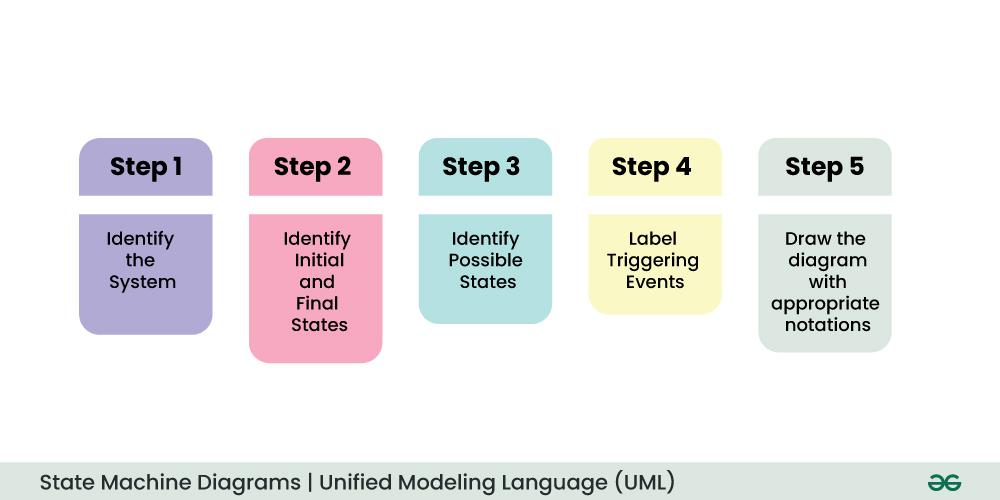 Step 1
Identify
the
System
Step 2
Identify
Initial
and
Final
States
Step 3
Identify
Possible
States
Step 4
Label
Triggering
Events
Step 5
Draw the
diagram
with
appropriate
notations
State Machine Diagrams | Unified Modeling Language (UML)